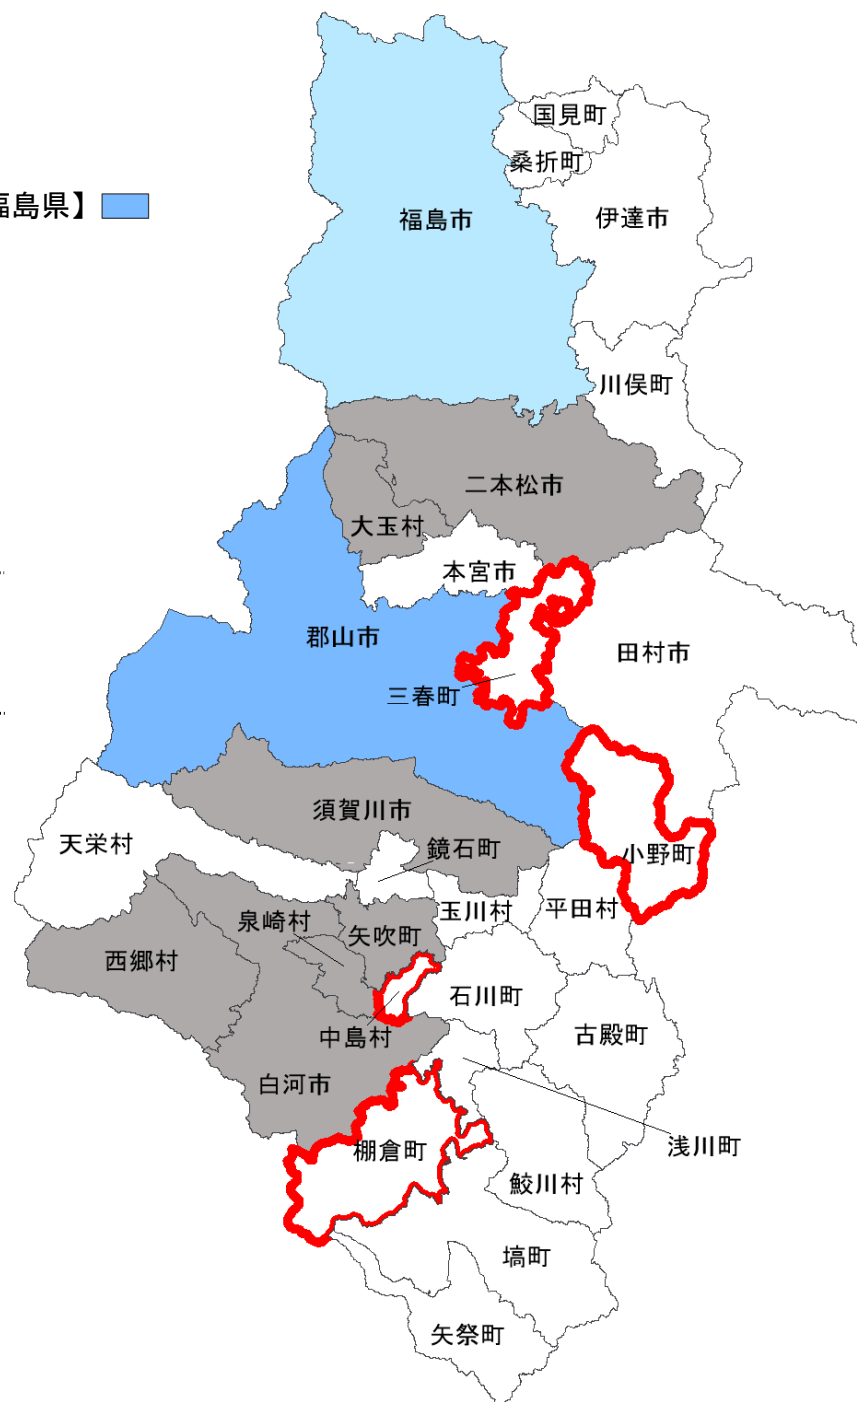 国見町
桑折町
福島県】
福島市
伊達市
川俣町
二本松市
大玉村
本宮市
郡山市
田村市
三春町
須賀川市
天栄村
鏡石町
小野町
泉崎村
矢吹町
玉川村
平田村
西郷村
石川町
中島村
古殿町
白河市
棚倉町
浅川町
鮫川村
塙町
矢祭町